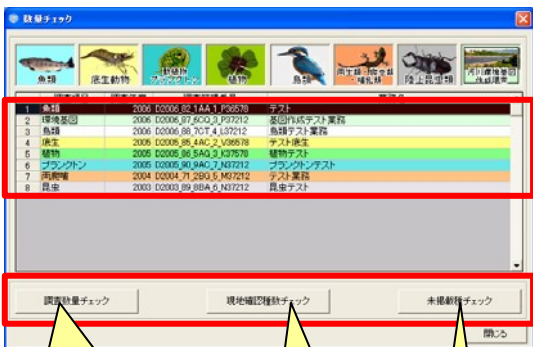 数量チェック
魚類
底生動物
動植物プランクトン
植物
鳥類
両生類・爬虫類・哺乳類
陸上昆虫類
河川環境基図
1 魚類 2006 D2006_82_1AA_1_P36578 テスト
2 環境基図 2006 D2006_87_6CQ_3_P37212 基図作成テスト業務
3 鳥類 2006 D2006_88_7CT_4_L37212 鳥類テスト業務
4 底生 2005 D2005_85_4AC_2_V36578 テスト底生
5 植物 2005 D2005_86_5AG_3_K37578 植物テスト
6 プランクトン 2005 D2005_90_9AC_7_N37212 プランクトンテスト
7 両爬哺 2004 D2004_71_2BG_5_M37212 テスト業務
8 昆虫 2003 D2003_89_8BA_6_N37212 昆虫テスト
調査数量チェック
現地確認種数チェック
未掲載種チェック
閉じる